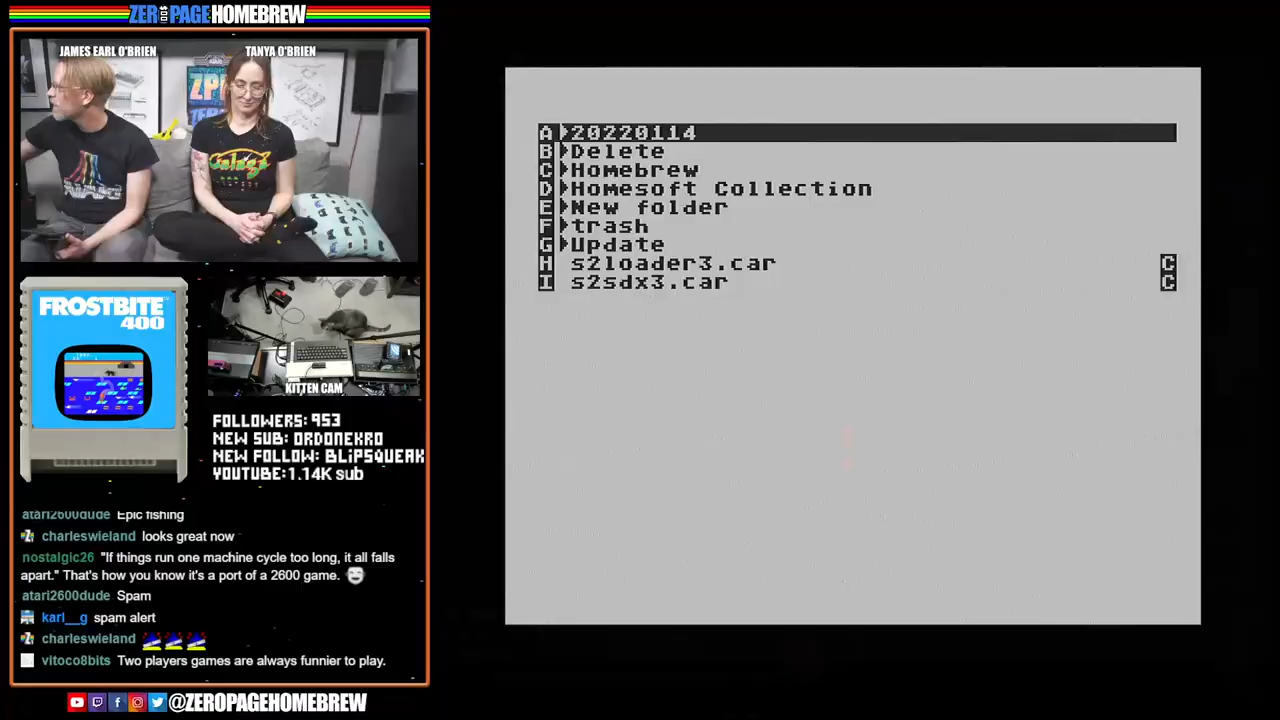 ZERO PAGE HOMEBREW
JAMES EARL O'BRIEN
TANYA O'BRIEN
FROSTBITE
400
KITTEN CAM
FOLLOWERS: 953
NEW SUB: ORDONEKRO
NEW FOLLOW: BLIPSQUEAK
YOUTUBE:1.14K sub
atari2600dude Epic fishing
charleswieland looks great now
nostalgic26 "If things run one machine cycle too long, it all falls
apart." That's how you know it's a port of a 2600 game.
atari2600dude Spam
karl__g spam alert
charleswieland
vitoco8bits Two players games are always funnier to play.
@ZEROPAGEHOMEBREW
A 20220114
B Delete
C Homebrew
D Homesoft Collection
E New folder
F trash
G Update
H s2loader3.car C
I s2sdx3.car C